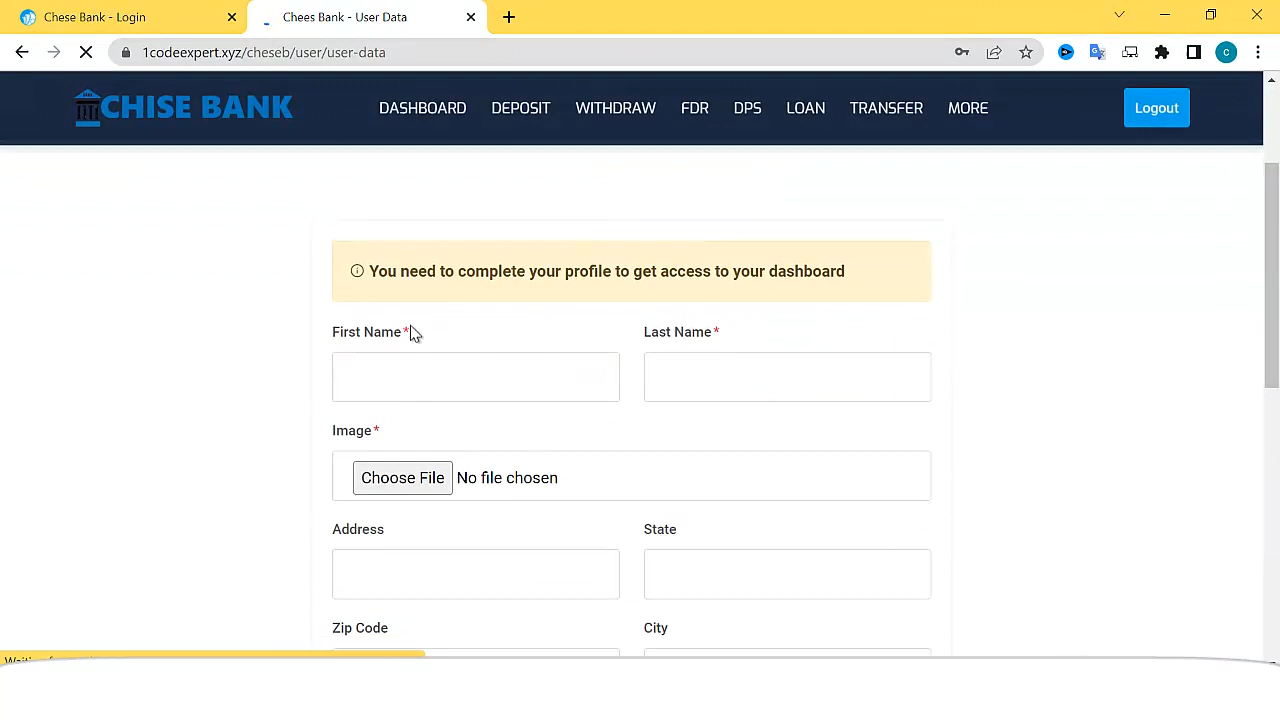 Chese Bank - Login
Chees Bank - User Data
1codeexpert.xyz/cheseb/user/user-data
C
CHISE BANK
DASHBOARD DEPOSIT WITHDRAW FDR DPS LOAN TRANSFER MORE
Logout
You need to complete your profile to get access to your dashboard
First Name*
Last Name*
Image*
Choose File No file chosen
Address
State
Zip Code
City